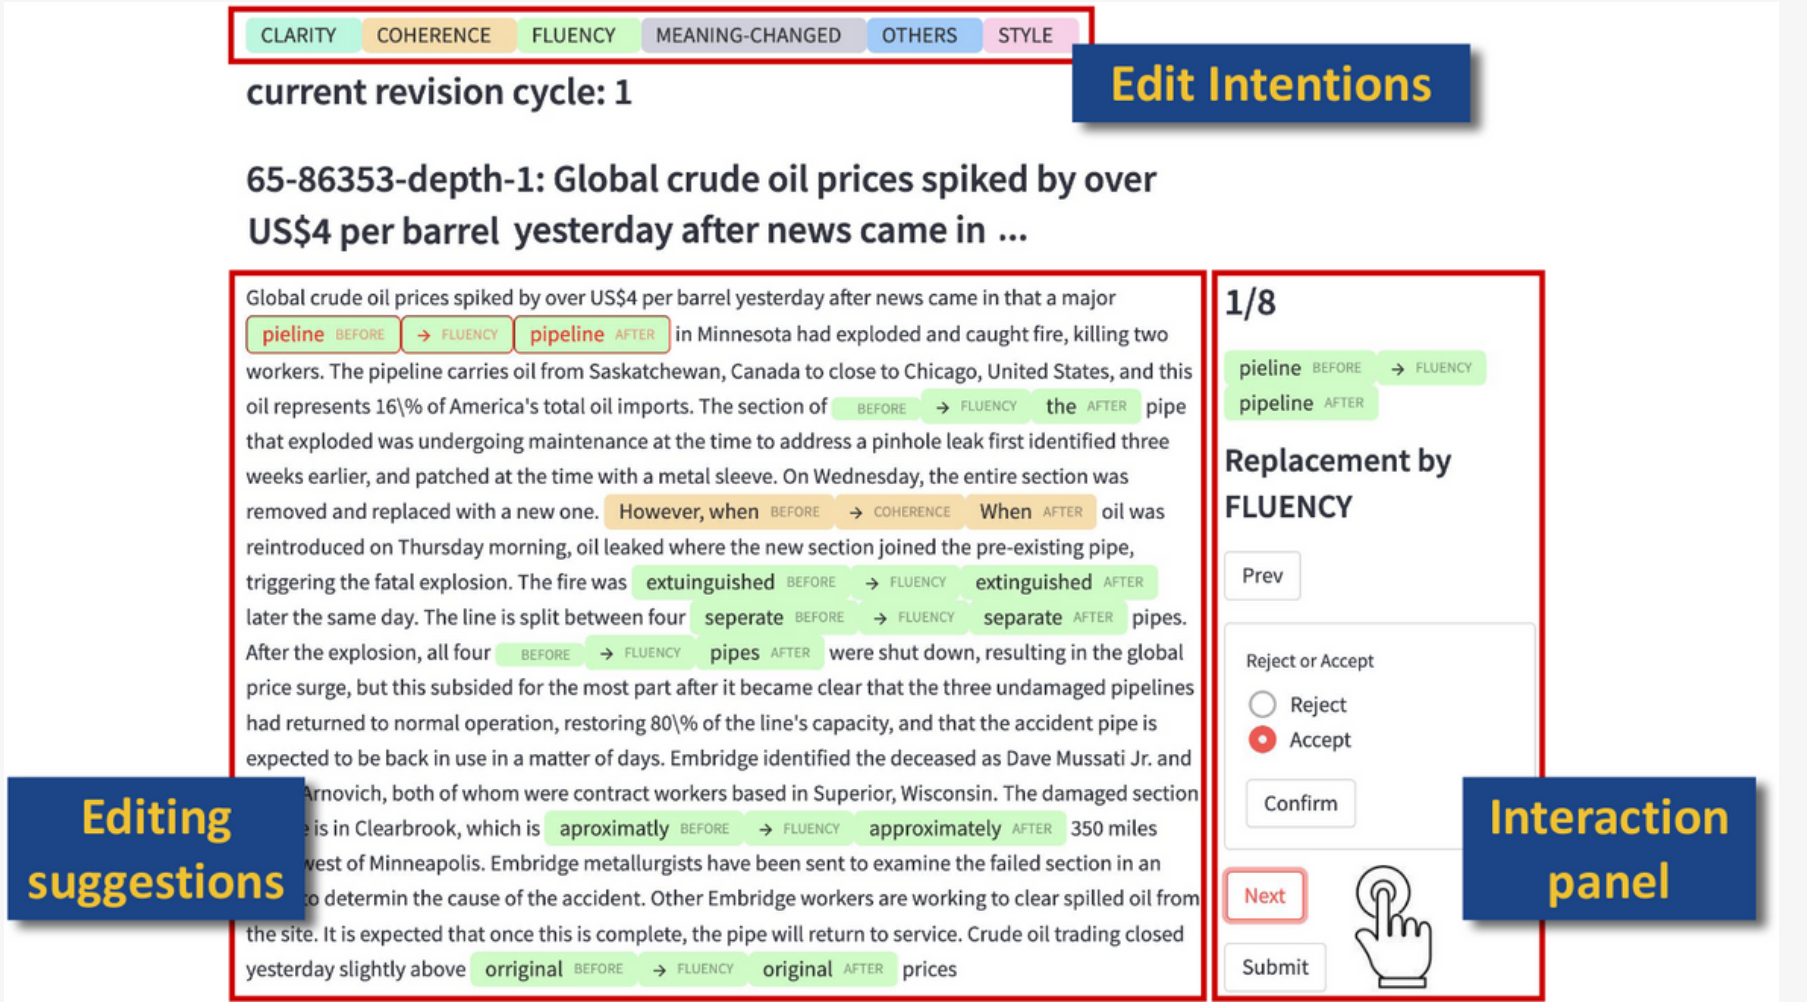 CLARITY COHERENCE FLUENCY MEANING-CHANGED OTHERS STYLE
Edit Intentions
current revision cycle: 1
65-86353-depth-1: Global crude oil prices spiked by over
US$4 per barrel yesterday after news came in ...
Global crude oil prices spiked by over US$4 per barrel yesterday after news came in that a major
pieline BEFORE → FLUENCY pipeline AFTER in Minnesota had exploded and caught fire, killing two
workers. The pipeline carries oil from Saskatchewan, Canada to close to Chicago, United States, and this
oil represents 16\% of America's total oil imports. The section of BEFORE → FLUENCY the AFTER pipe
that exploded was undergoing maintenance at the time to address a pinhole leak first identified three
weeks earlier, and patched at the time with a metal sleeve. On Wednesday, the entire section was
removed and replaced with a new one. However, when BEFORE → COHERENCE When AFTER oil was
reintroduced on Thursday morning, oil leaked where the new section joined the pre-existing pipe,
triggering the fatal explosion. The fire was extuinguished BEFORE → FLUENCY extinguished AFTER
later the same day. The line is split between four seperate BEFORE → FLUENCY separate AFTER pipes.
After the explosion, all four BEFORE → FLUENCY pipes AFTER were shut down, resulting in the global
price surge, but this subsided for the most part after it became clear that the three undamaged pipelines
had returned to normal operation, restoring 80\% of the line's capacity, and that the accident pipe is
expected to be back in use in a matter of days. Embridge identified the deceased as Dave Mussati Jr. and
Arnovich, both of whom were contract workers based in Superior, Wisconsin. The damaged section
is in Clearbrook, which is aproximatly BEFORE → FLUENCY approximately AFTER 350 miles
west of Minneapolis. Embridge metallurgists have been sent to examine the failed section in an
to determin the cause of the accident. Other Embridge workers are working to clear spilled oil from
the site. It is expected that once this is complete, the pipe will return to service. Crude oil trading closed
yesterday slightly above orriginal BEFORE → FLUENCY original AFTER prices
Editing
suggestions
1/8
pieline BEFORE → FLUENCY
pipeline AFTER
Replacement by
FLUENCY
Prev
Reject or Accept
Reject
Accept
Confirm
Next
Submit
Interaction
panel